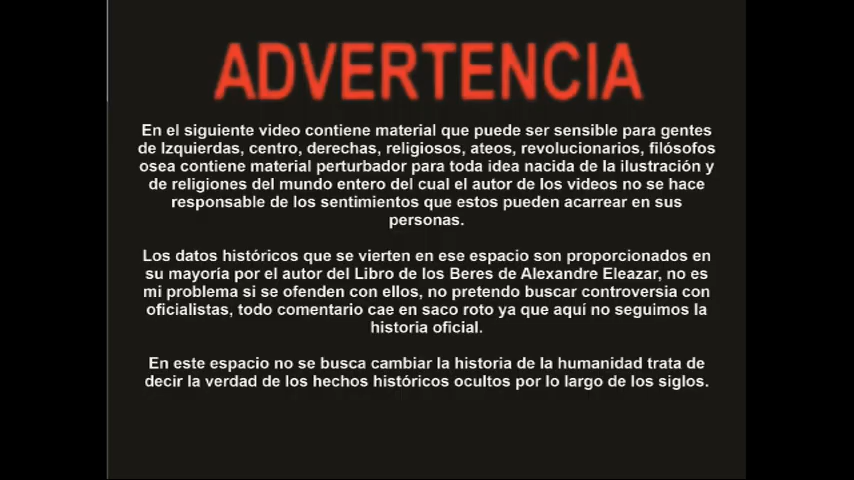 ADVERTENCIA
En el siguiente video contiene material que puede ser sensible para gentes
de Izquierdas, centro, derechas, religiosos, ateos, revolucionarios, filósofos
osea contiene material perturbador para toda idea nacida de la ilustración y
de religiones del mundo entero del cual el autor de los videos no se hace
responsable de los sentimientos que estos pueden acarrear en sus
personas.
Los datos históricos que se vierten en ese espacio son proporcionados en
su mayoría por el autor del Libro de los Beres de Alexandre Eleazar, no es
mi problema si se ofenden con ellos, no pretendo buscar controversia con
oficialistas, todo comentario cae en saco roto ya que aquí no seguimos la
historia oficial.
En este espacio no se busca cambiar la historia de la humanidad trata de
decir la verdad de los hechos históricos ocultos por lo largo de los siglos.